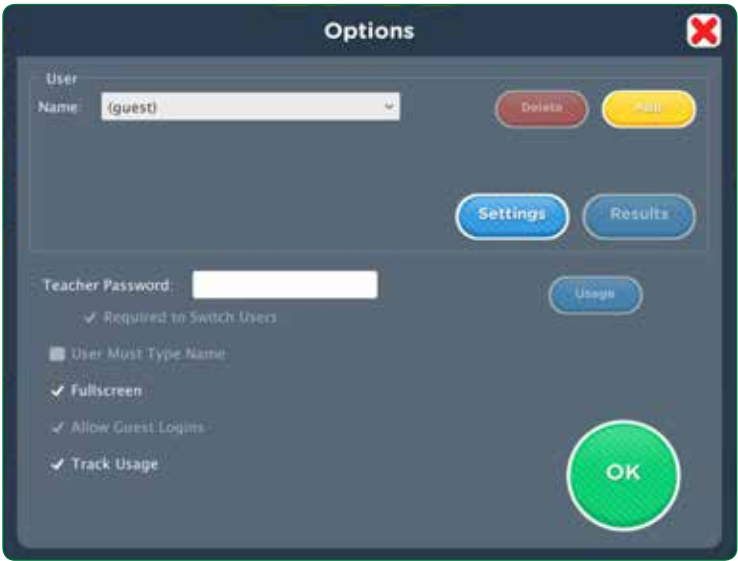 Options
User
Name: (guest) Delete Add
Settings Results
Teacher Password: Usage
Required to Switch Users
User Must Type Name
Fullscreen
Allow Guest Logins
Track Usage
OK